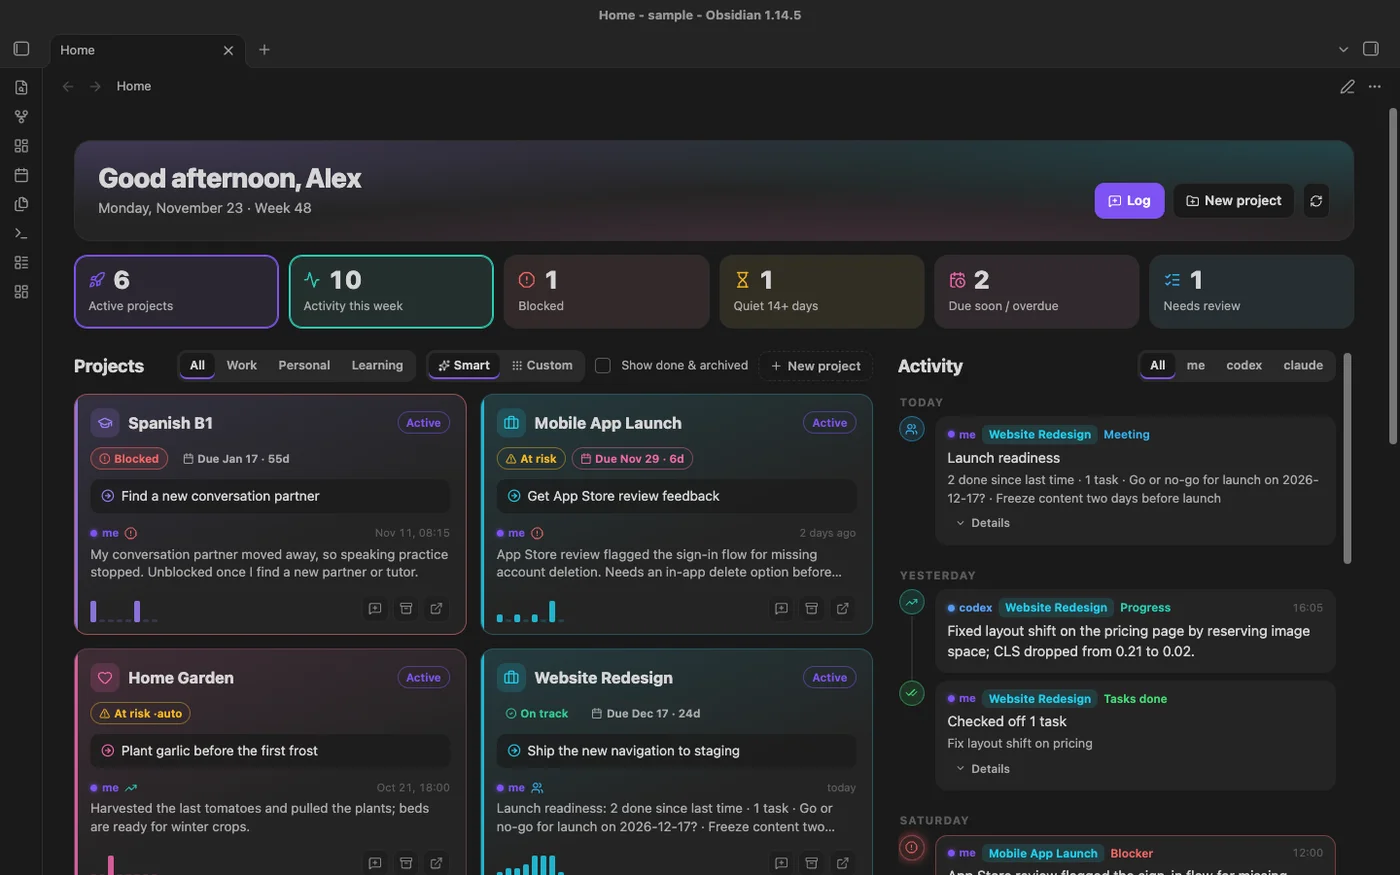 Home - sample - Obsidian 1.14.5
Home
Home
Good afternoon, Alex
Monday, November 23 · Week 48
Log
New project
6
Active projects
10
Activity this week
1
Blocked
1
Quiet 14+ days
2
Due soon / overdue
1
Needs review
Projects
All
Work
Personal
Learning
Smart
Custom
Show done & archived
New project
Spanish B1
Active
Blocked
Due Jan 17 · 55d
Find a new conversation partner
me
Nov 11, 08:15
My conversation partner moved away, so speaking practice
stopped. Unblocked once I find a new partner or tutor.
Mobile App Launch
Active
At risk
Due Nov 29 · 6d
Get App Store review feedback
me
2 days ago
App Store review flagged the sign-in flow for missing
account deletion. Needs an in-app delete option before…
Home Garden
Active
At risk ·auto
Plant garlic before the first frost
me
Oct 21, 18:00
Harvested the last tomatoes and pulled the plants; beds
are ready for winter crops.
Website Redesign
Active
On track
Due Dec 17 · 24d
Ship the new navigation to staging
me
today
Launch readiness: 2 done since last time · 1 task · Go or
no-go for launch on 2026-12-17? · Freeze content two…
Activity
All
me
codex
claude
TODAY
me
Website Redesign
Meeting
Launch readiness
2 done since last time · 1 task · Go or no-go for launch on 2026-
12-17? · Freeze content two days before launch
Details
YESTERDAY
codex
Website Redesign
Progress
16:05
Fixed layout shift on the pricing page by reserving image
space; CLS dropped from 0.21 to 0.02.
me
Website Redesign
Tasks done
Checked off 1 task
Fix layout shift on pricing
Details
SATURDAY
me
Mobile App Launch
Blocker
12:00
App Store review flagged the sign-in flow for missing